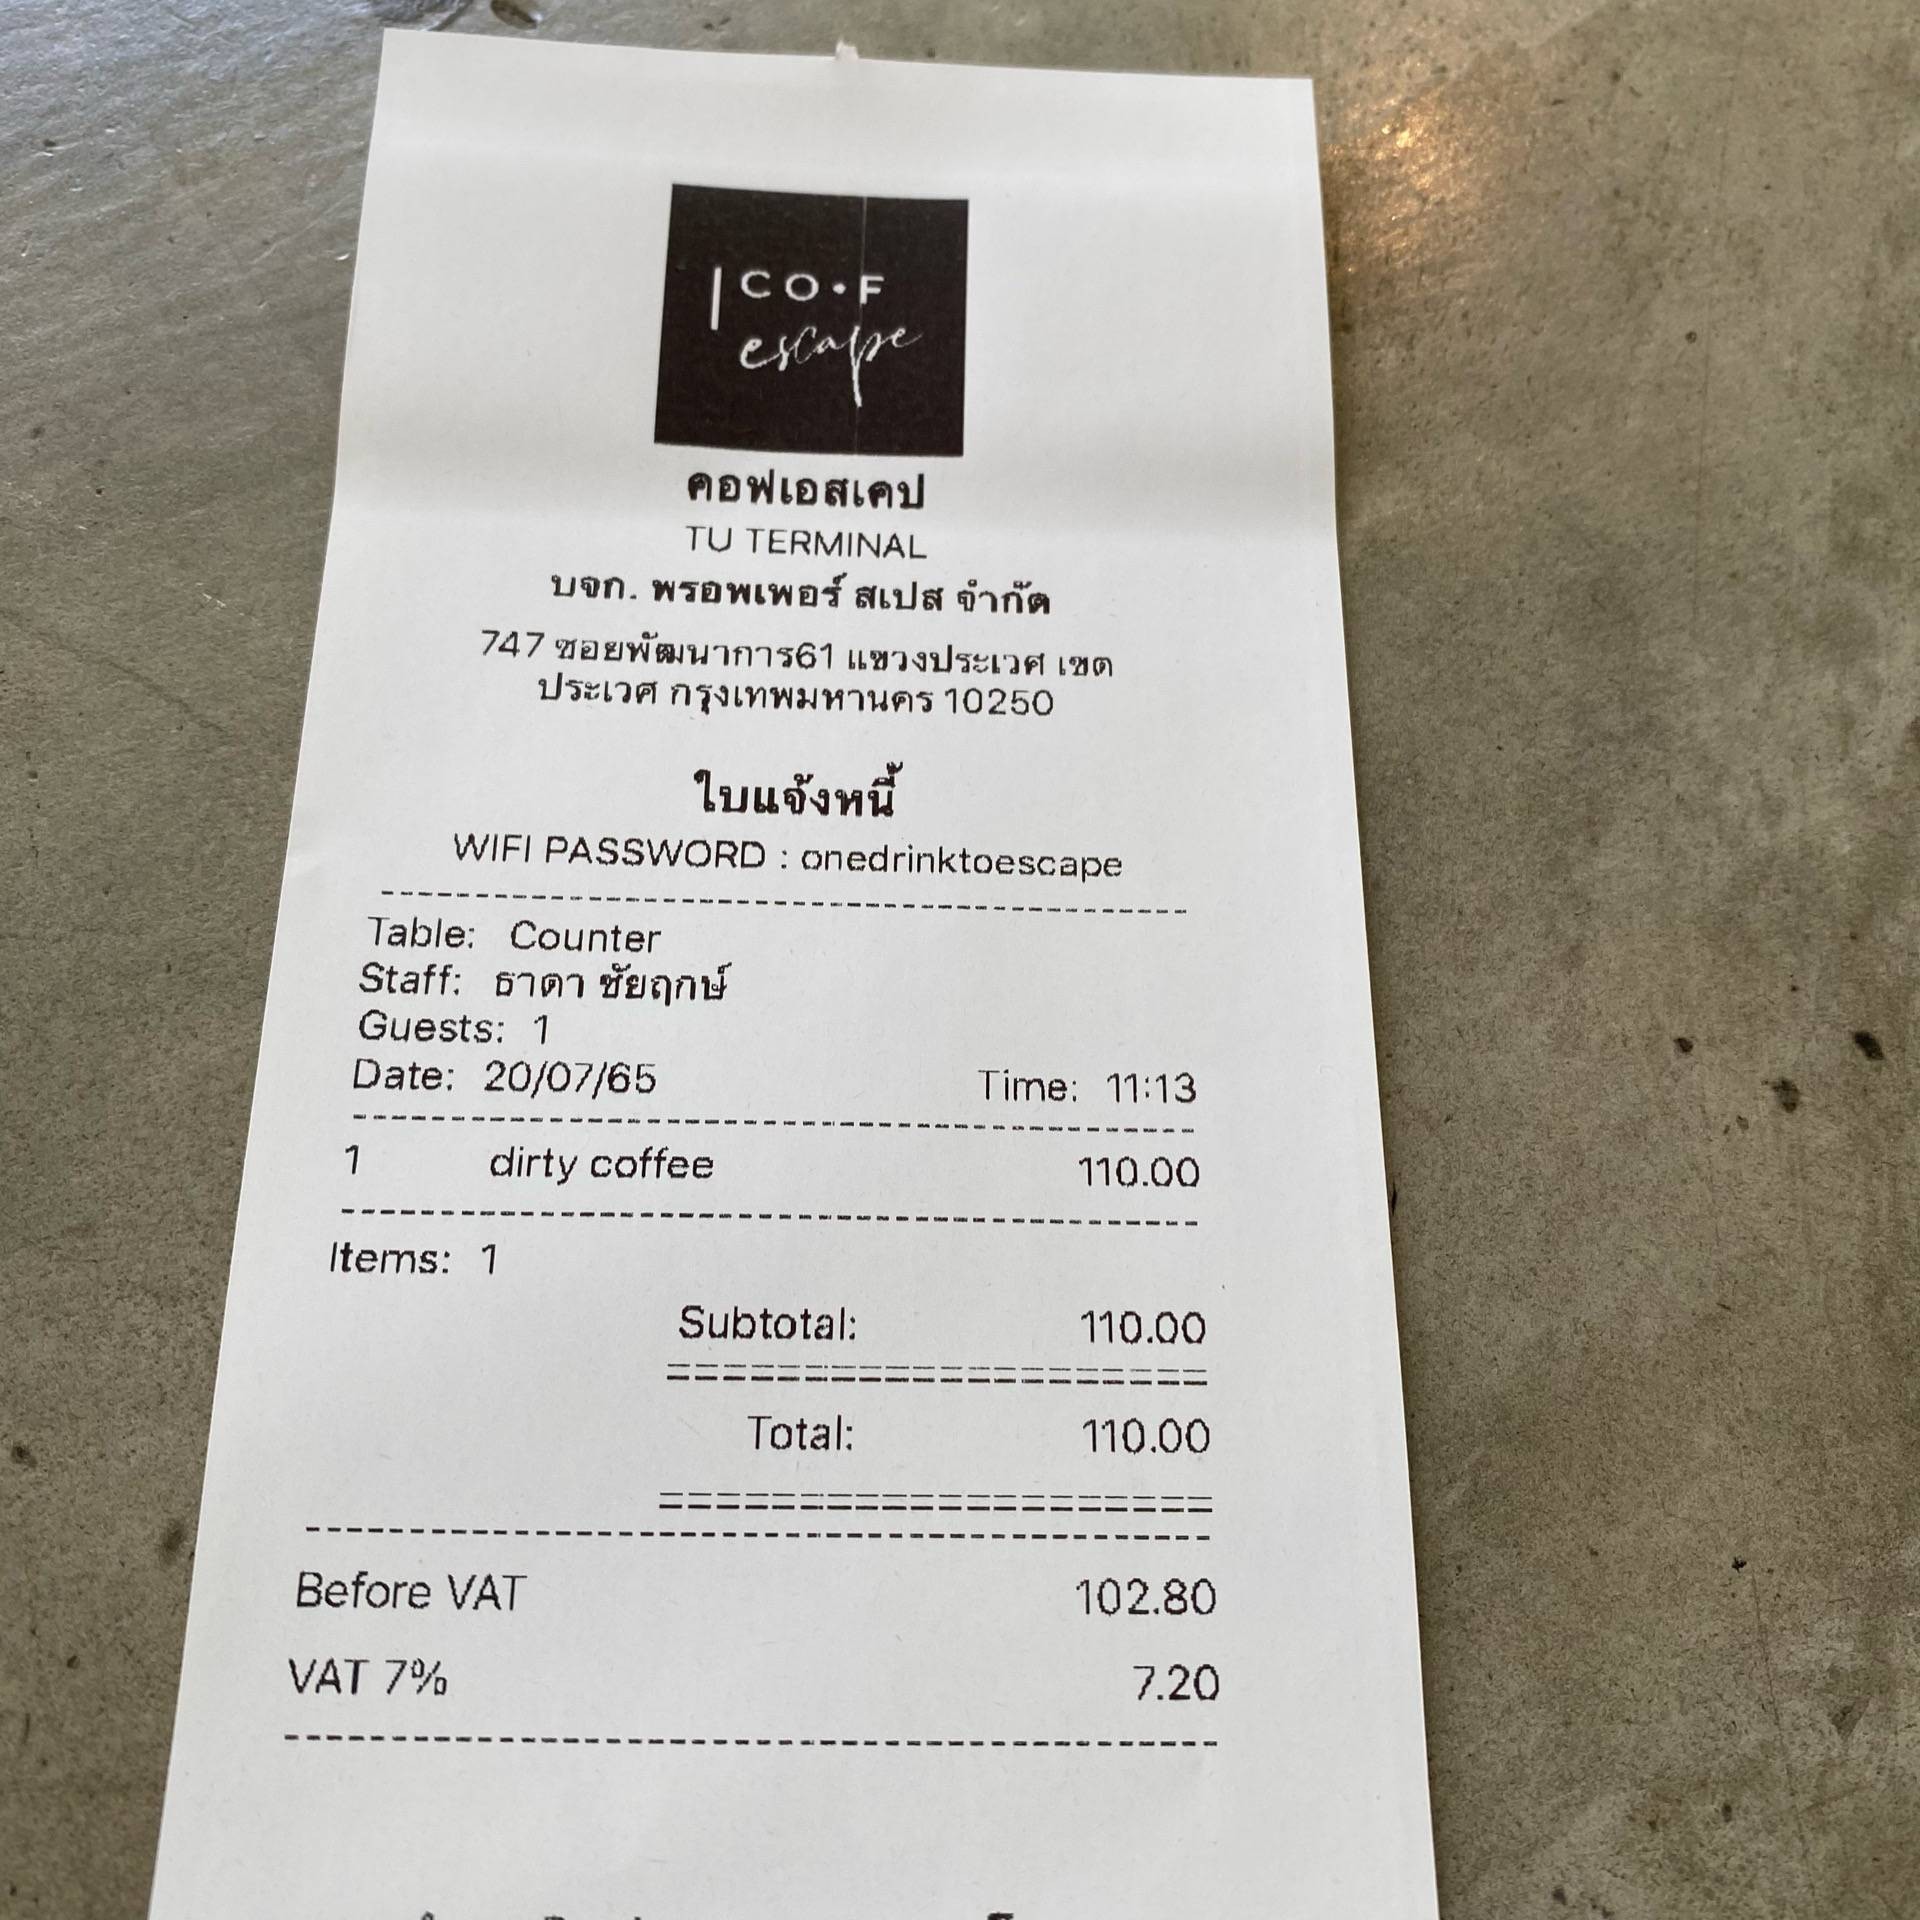 CO•F
escape
คอฟเอสเคป
TU TERMINAL
บจก. พรอพเพอร์ สเปส จำกัด
747 ซอยพัฒนาการ61 แขวงประเวศ เขต
ประเวศ กรุงเทพมหานคร 10250
ใบแจ้งหนี้
WIFI PASSWORD : onedrinktoescape
Table: Counter
Staff: ธาดา ชัยฤกษ์
Guests: 1
Date: 20/07/65 Time: 11:13
1 dirty coffee 110.00
Items: 1
Subtotal: 110.00
Total: 110.00
Before VAT 102.80
VAT 7% 7.20